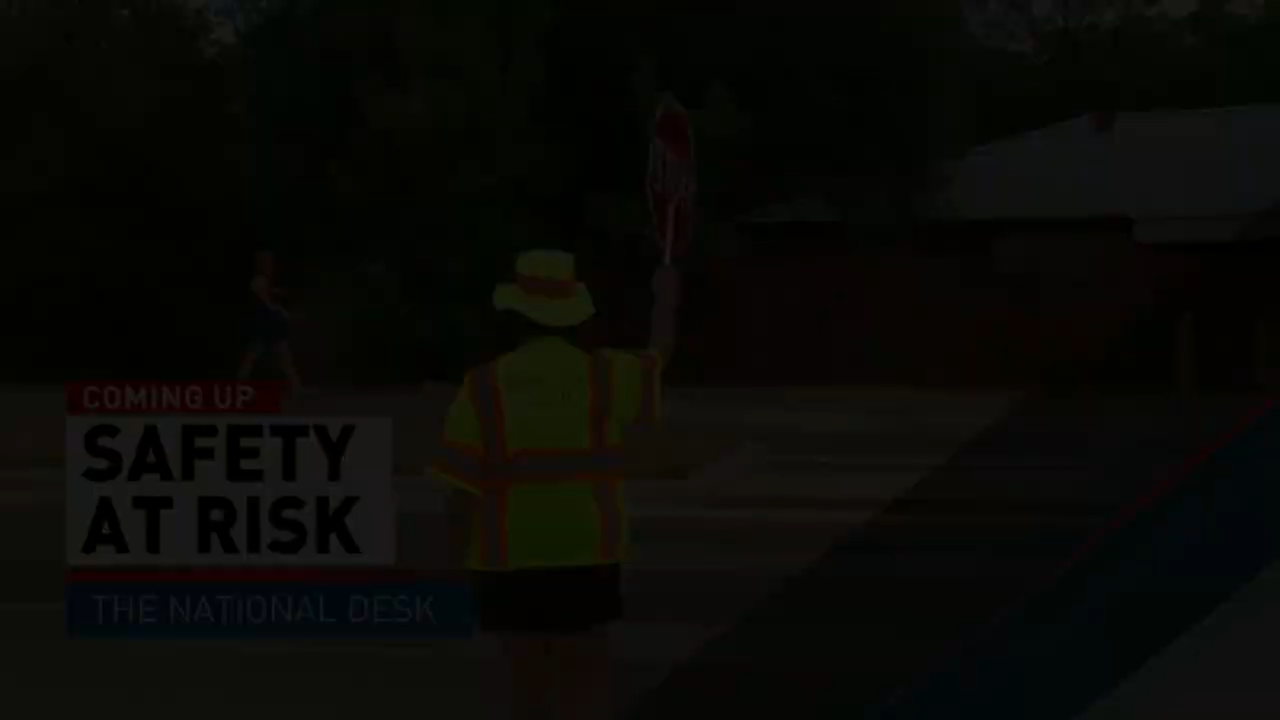 COMING UP
SAFETY
AT RISK
THE NATIONAL DESK